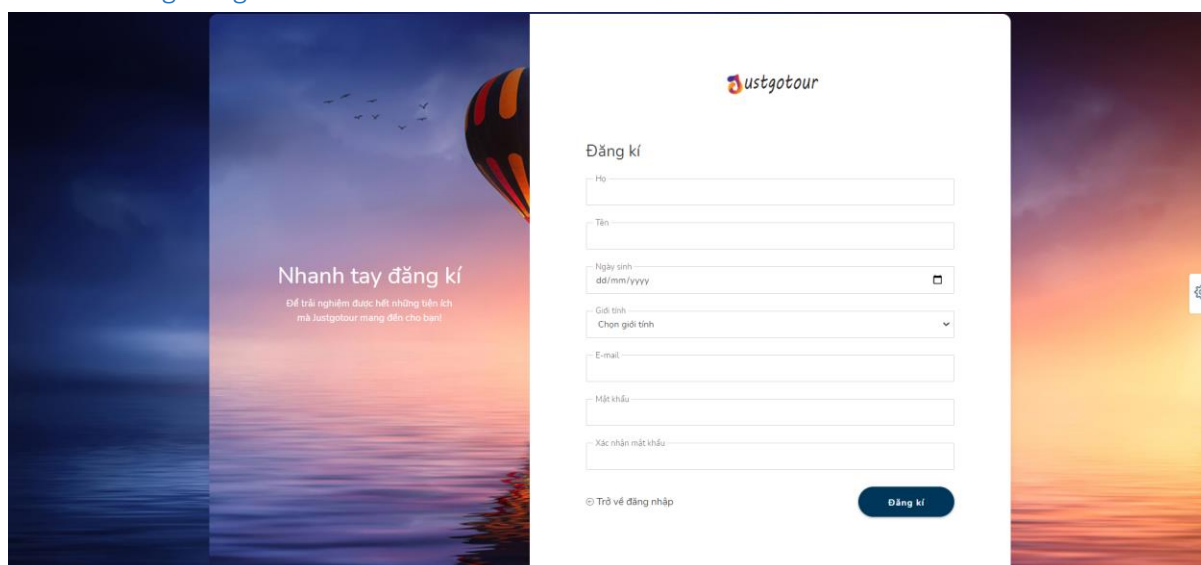 Justgotour
Đăng kí
Họ
Tên
Ngày sinh
dd/mm/yyyy
Giới tính
Chọn giới tính
E-mail
Mật khẩu
Xác nhận mật khẩu
Trở về đăng nhập
Đăng kí
Nhanh tay đăng kí
Để trải nghiệm được hết những tiện ích
mà Justgotour mang đến cho bạn!